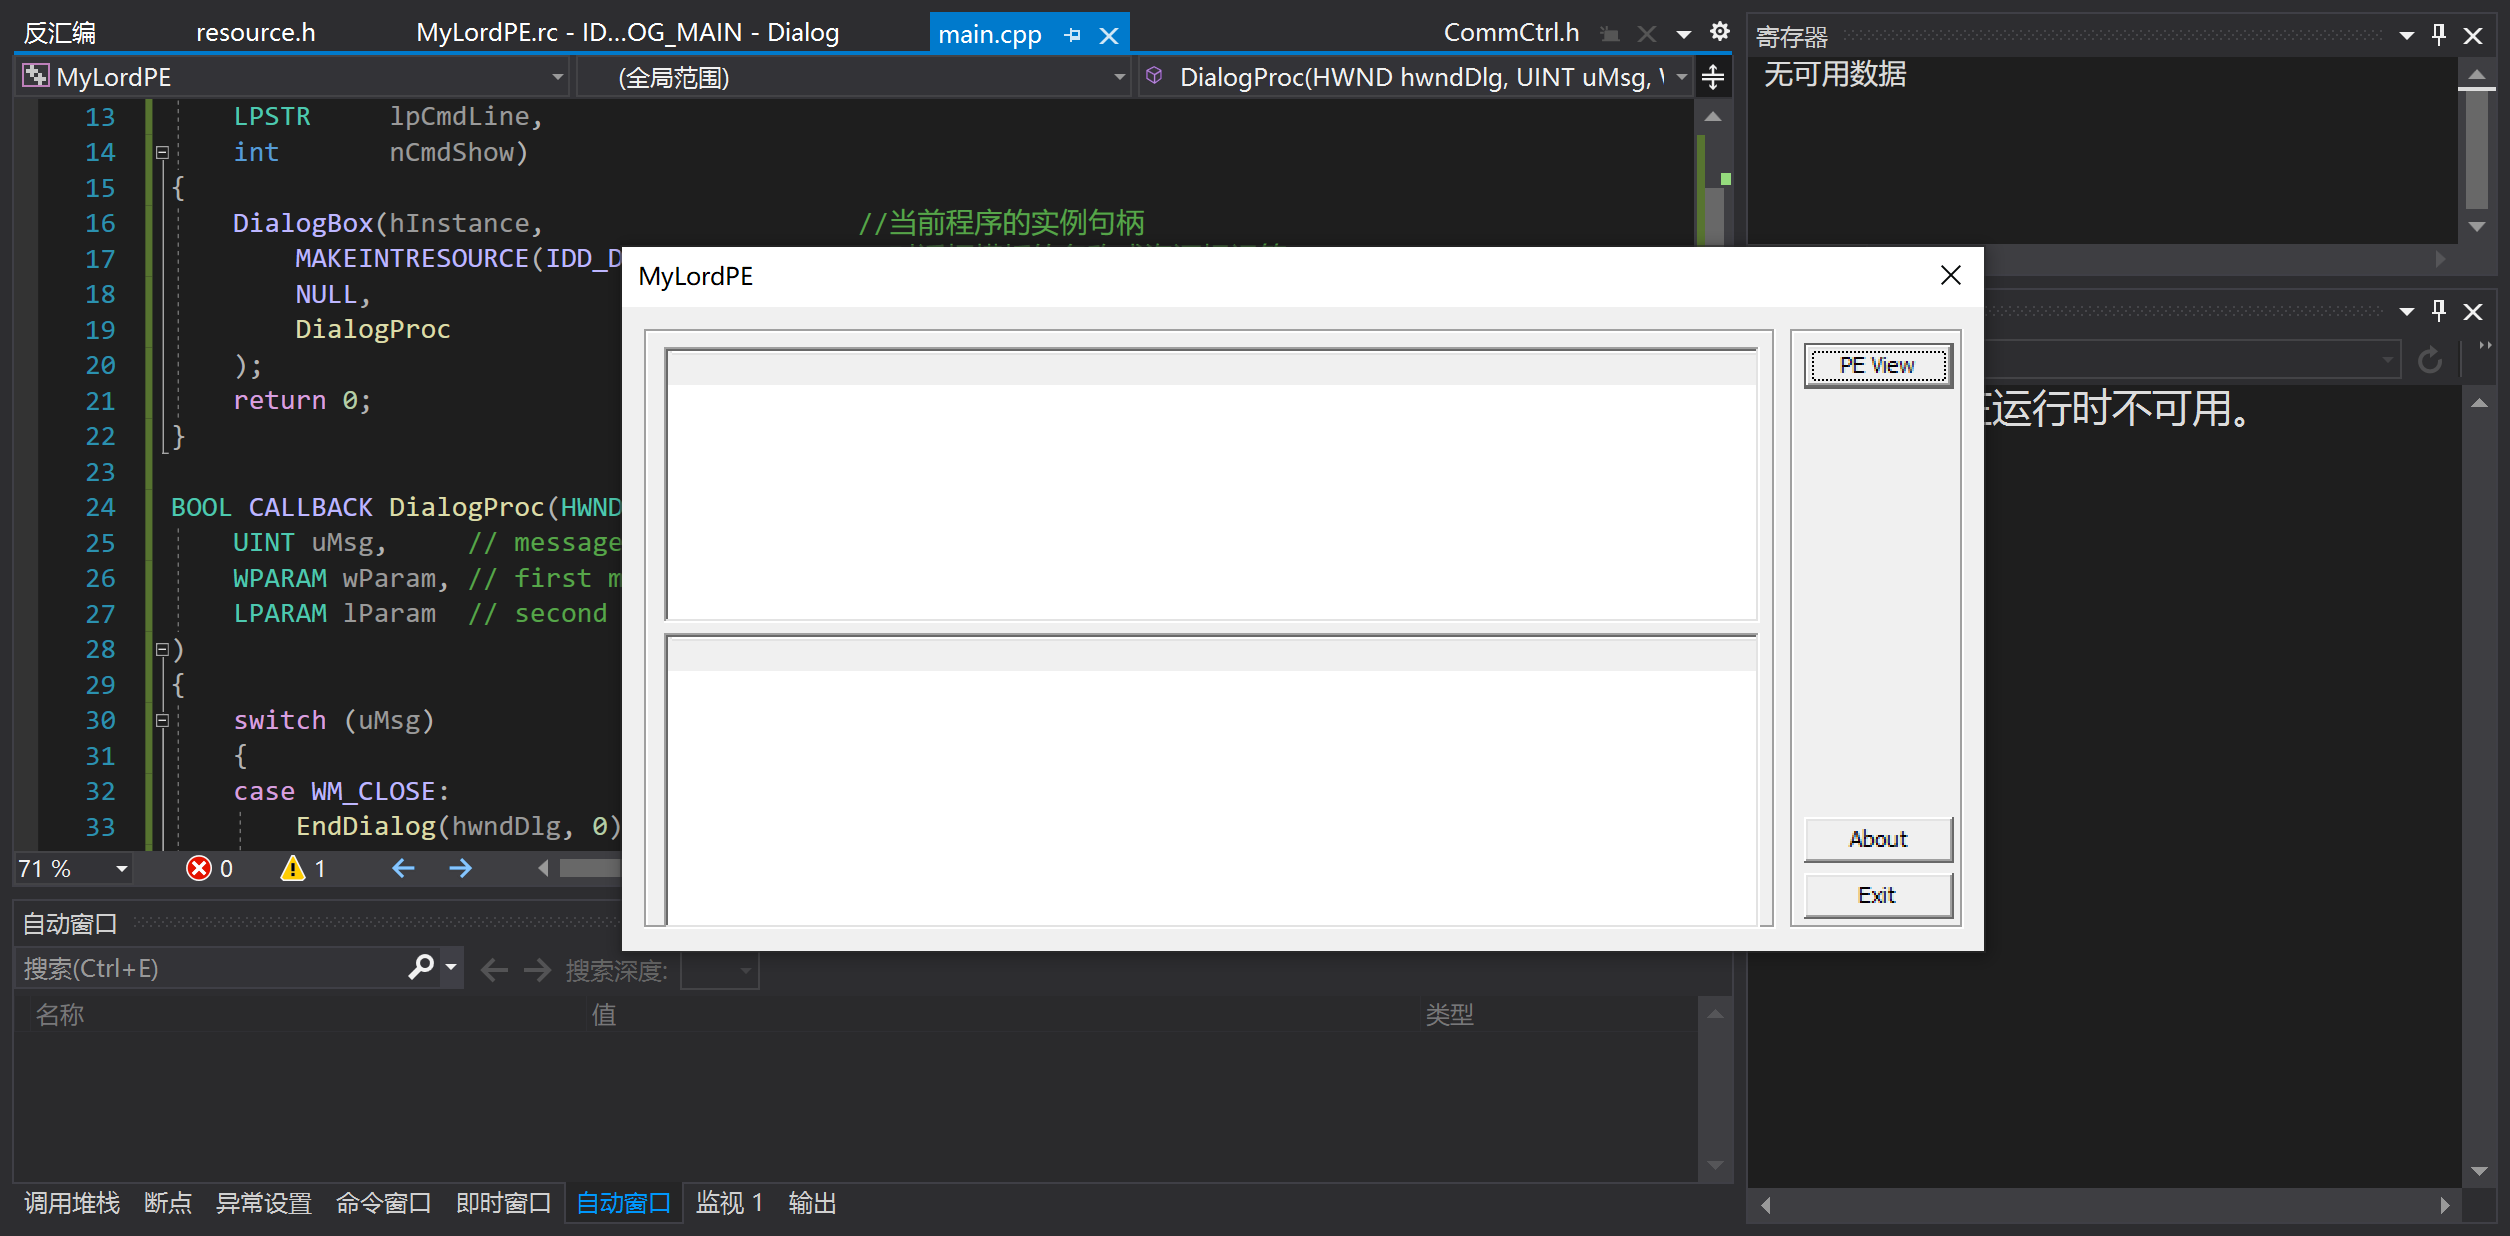 反汇编 resource.h MyLordPE.rc - ID...OG_MAIN - Dialog main.cpp CommCtrl.h
MyLordPE (全局范围) DialogProc(HWND hwndDlg, UINT uMsg,
13 LPSTR lpCmdLine,
14 int nCmdShow)
15 {
16 DialogBox(hInstance, //当前程序的实例句柄
17 MAKEINTRESOURCE(IDD_D
18 NULL,
19 DialogProc
20 );
21 return 0;
22 }
23
24 BOOL CALLBACK DialogProc(HWND
25 UINT uMsg, // message
26 WPARAM wParam, // first m
27 LPARAM lParam // second
28 )
29 {
30 switch (uMsg)
31 {
32 case WM_CLOSE:
33 EndDialog(hwndDlg, 0)
71 % 0 1
自动窗口
搜索(Ctrl+E) 搜索深度:
名称 值 类型
调用堆栈 断点 异常设置 命令窗口 即时窗口 自动窗口 监视 1 输出
寄存器
无可用数据
运行时不可用。
MyLordPE
PE View
About
Exit